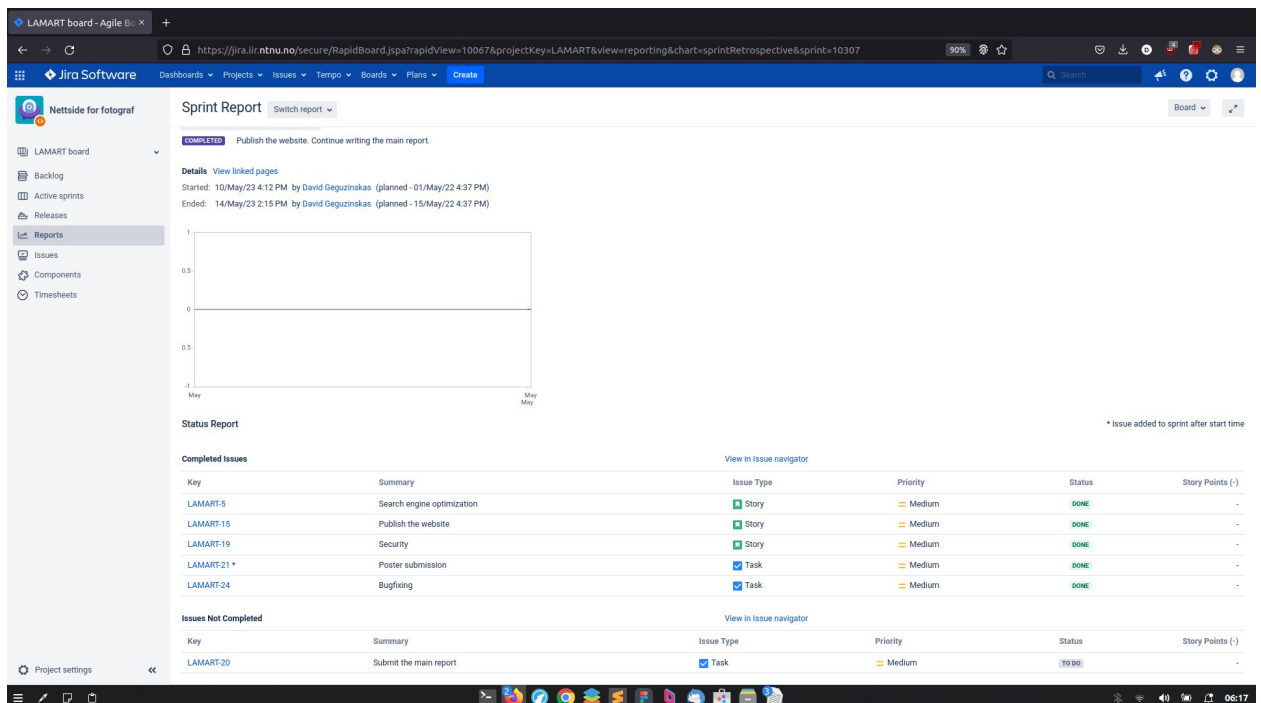 LAMART board - Agile Bo
https://jira.iir.ntnu.no/secure/RapidBoard.jspa?rapidView=10067&projectKey=LAMART&view=reporting&chart=sprintRetrospective&sprint=10307 90%
Jira Software Dashboards Projects Issues Tempo Boards Plans Create Search
Nettside for fotograf
LAMART board
Backlog
Active sprints
Releases
Reports
Issues
Components
Timesheets
Project settings
Sprint Report Switch report Board
COMPLETED Publish the website. Continue writing the main report.
Details View linked pages
Started: 10/May/23 4:12 PM by David Geguzinskas (planned - 01/May/22 4:37 PM)
Ended: 14/May/23 2:15 PM by David Geguzinskas (planned - 15/May/22 4:37 PM)
1
0.5
0
0.5
-1
May May
May
Status Report * Issue added to sprint after start time
Completed Issues View in Issue navigator
Key Summary Issue Type Priority Status Story Points (-)
LAMART-5 Search engine optimization Story Medium DONE -
LAMART-15 Publish the website Story Medium DONE -
LAMART-19 Security Story Medium DONE -
LAMART-21 * Poster submission Task Medium DONE -
LAMART-24 Bugfixing Task Medium DONE -
Issues Not Completed View in Issue navigator
Key Summary Issue Type Priority Status Story Points (-)
LAMART-20 Submit the main report Task Medium TO DO -
2 3 06:17